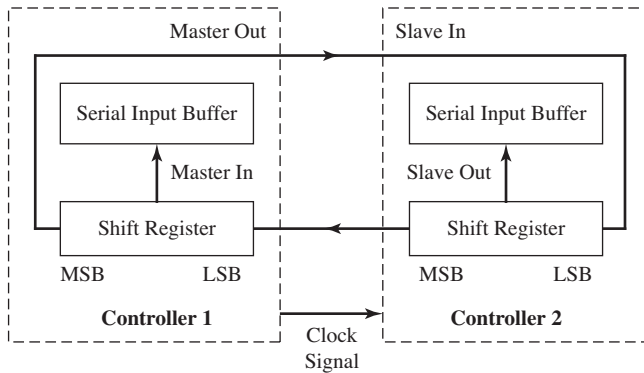 Master Out
Slave In
Serial Input Buffer
Serial Input Buffer
Master In
Slave Out
Shift Register
Shift Register
MSB
LSB
MSB
LSB
Controller 1
Controller 2
Clock
Signal